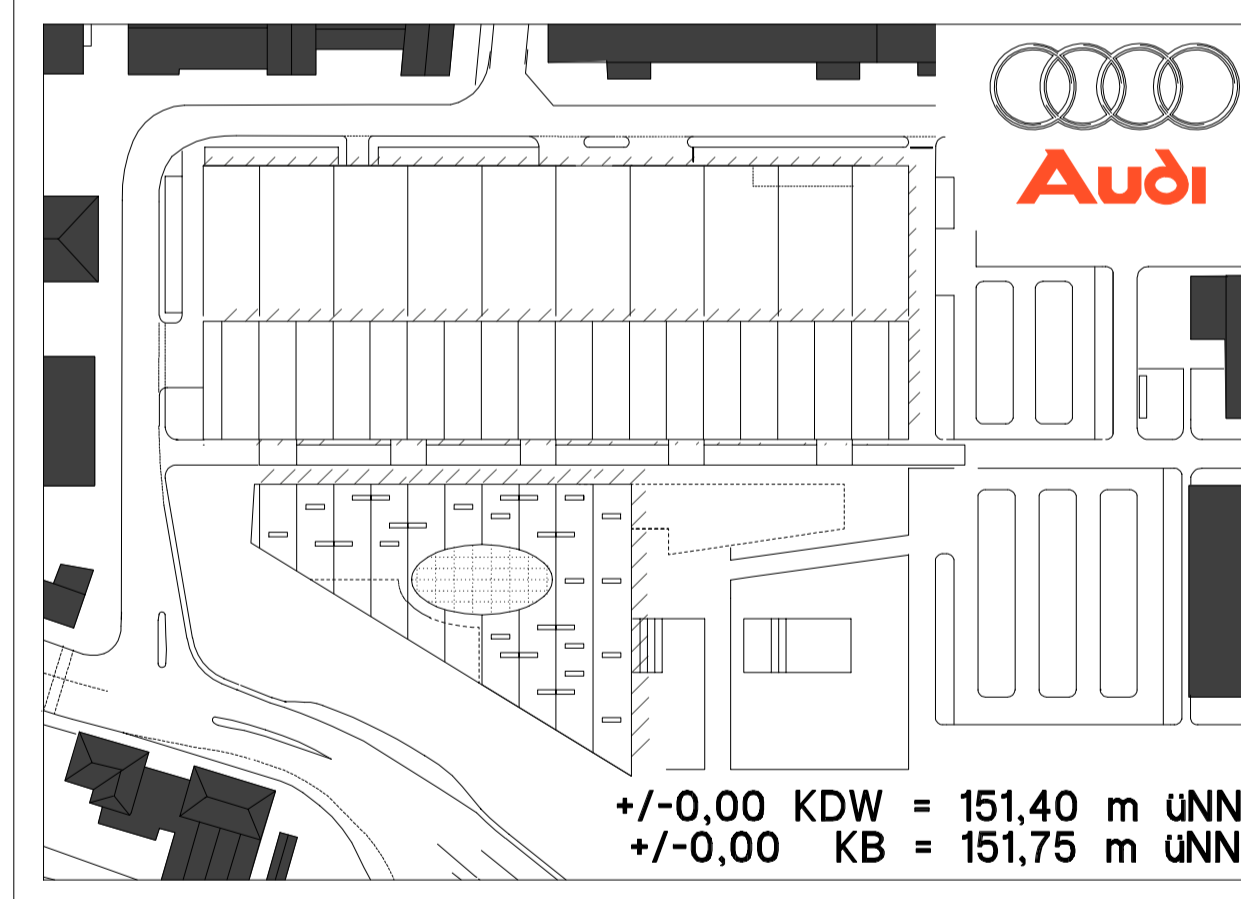 Audi
+/-0,00 KDW = 151,40 m üNN
+/-0,00 KB = 151,75 m üNN